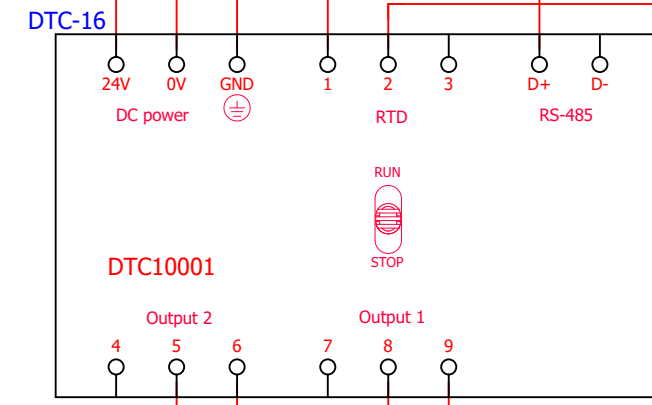 DTC-16
24V 0V GND 1 2 3 D+ D-
DC power RTD RS-485
RUN
STOP
DTC10001
Output 2 Output 1
4 5 6 7 8 9